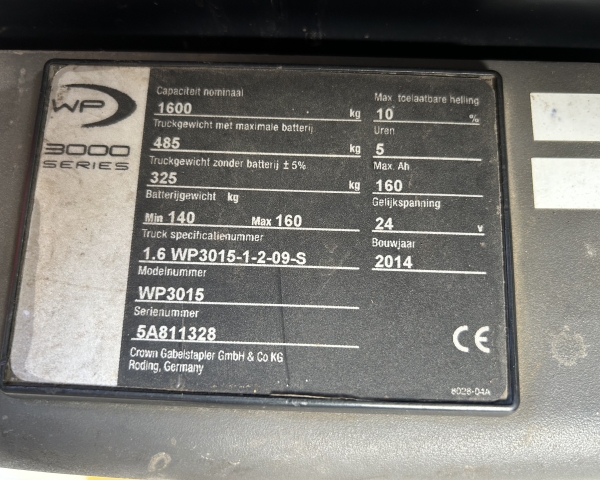 WP
3000
SERIES
Capaciteit nominaal
1600 kg
Truckgewicht met maximale batterij
485 kg
Truckgewicht zonder batterij ± 5%
325 kg
Batterijgewicht kg
Min 140 Max 160
Truck specificatienummer
1.6 WP3015-1-2-09-S
Modelnummer
WP3015
Serienummer
5A811328
Crown Gabelstapler GmbH & Co KG
Roding, Germany
Max. toelaatbare helling
10 %
Uren
5
Max. Ah
160
Gelijkspanning
24 v
Bouwjaar
2014
CE
8028-04A